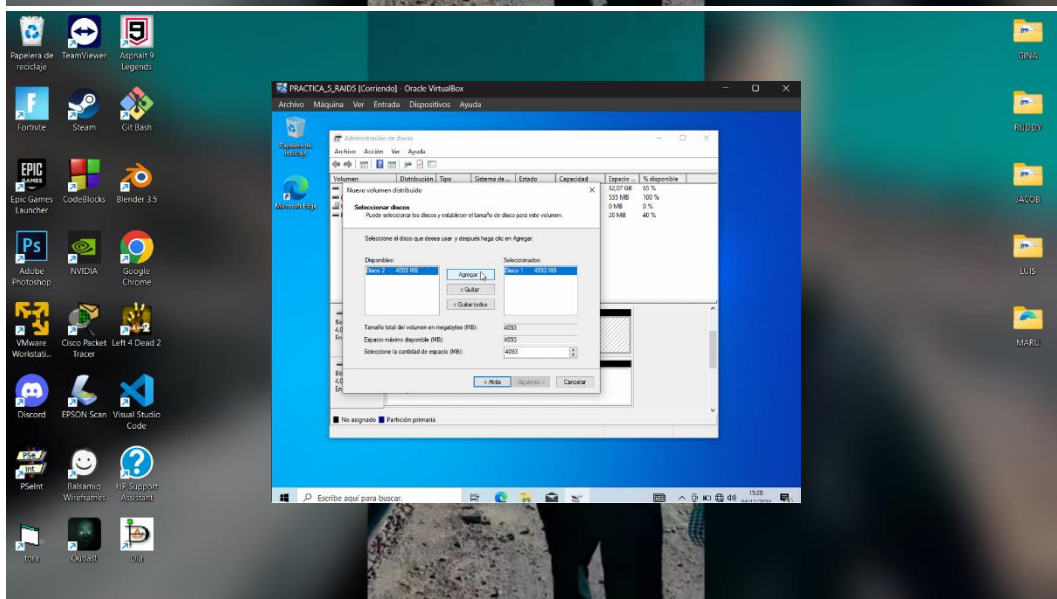 Papelera de reciclaje
TeamViewer
Asphalt 9 Legends
Fortnite
Steam
Git Bash
Epic Games Launcher
CodeBlocks
Blender 3.5
Adobe Photoshop
NVIDIA
Google Chrome
VMware Workstati...
Cisco Packet Tracer
Left 4 Dead 2
Discord
EPSON Scan
Visual Studio Code
PSeInt
Balsamiq Wireframes
HP Support Assistant
tora
Outlast
Dia
GINA
RUDDY
JACOB
LUIS
MARU
PRACTICA_5_RAIDS [Corriendo] - Oracle VirtualBox
Archivo Máquina Ver Entrada Dispositivos Ayuda
Papelera de reciclaje
Microsoft Edge
Administración de discos
Archivo Acción Ver Ayuda
Volumen Distribución Tipo Sistema de ... Estado Capacidad Espacio ... % disponible
32,07 GB 65 %
535 MB 100 %
0 MB 0 %
20 MB 40 %
Nuevo volumen distribuido
Seleccionar discos
Puede seleccionar los discos y establecer el tamaño de disco para este volumen.
Seleccione el disco que desea usar y después haga clic en Agregar.
Disponibles:
Seleccionados:
Disco 2 4093 MB
Agregar >
Disco 1 4093 MB
< Quitar
< Quitar todos
Tamaño total del volumen en megabytes (MB): 4093
Espacio máximo disponible (MB): 4093
Seleccione la cantidad de espacio (MB): 4093
< Atrás Siguiente > Cancelar
No asignado Partición primaria
Escribe aquí para buscar.
15:28
04/12/2024